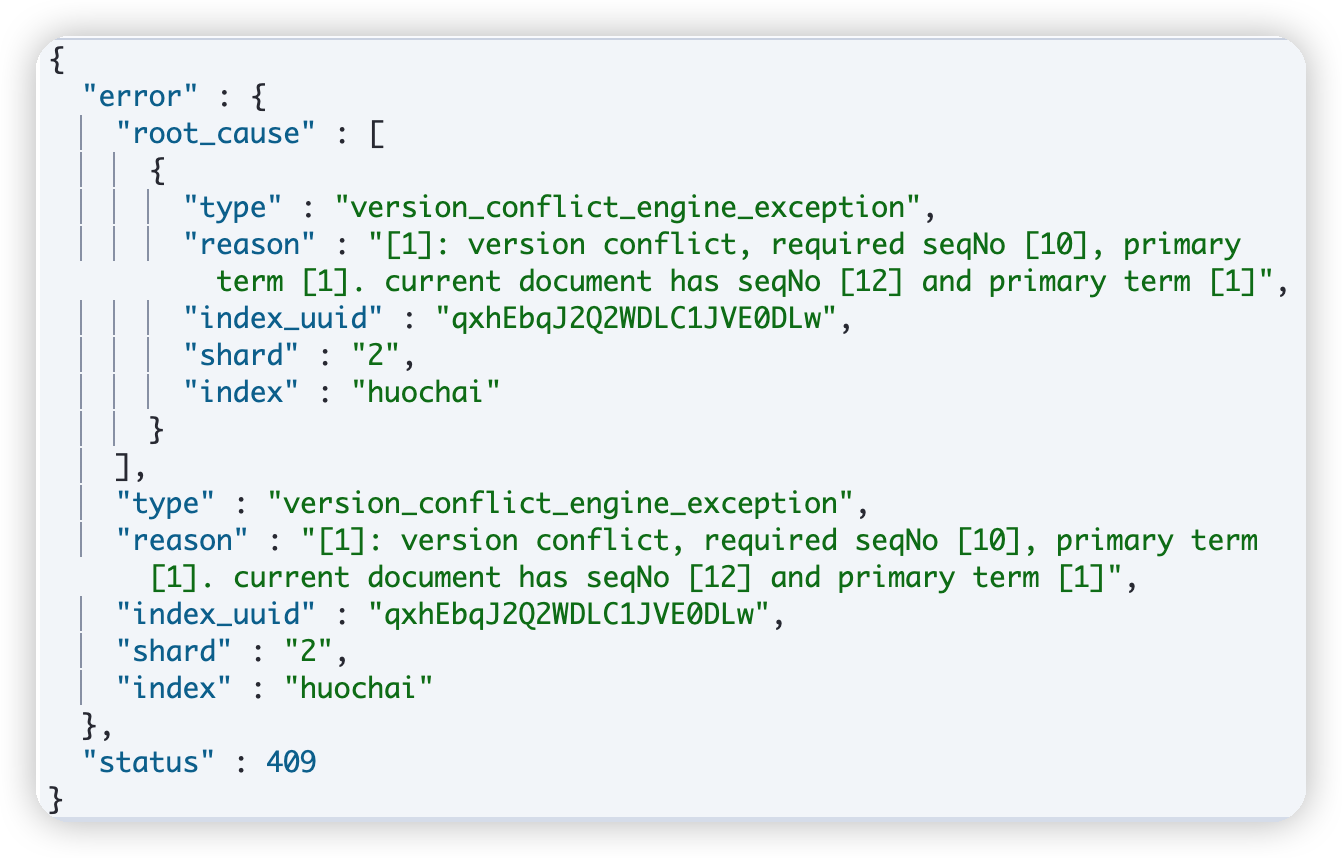 {
  "error" : {
    "root_cause" : [
      {
        "type" : "version_conflict_engine_exception",
        "reason" : "[1]: version conflict, required seqNo [10], primary
          term [1]. current document has seqNo [12] and primary term [1]",
        "index_uuid" : "qxhEbqJ2Q2WDLC1JVE0DLw",
        "shard" : "2",
        "index" : "huochai"
      }
    ],
    "type" : "version_conflict_engine_exception",
    "reason" : "[1]: version conflict, required seqNo [10], primary term
      [1]. current document has seqNo [12] and primary term [1]",
    "index_uuid" : "qxhEbqJ2Q2WDLC1JVE0DLw",
    "shard" : "2",
    "index" : "huochai"
  },
  "status" : 409
}